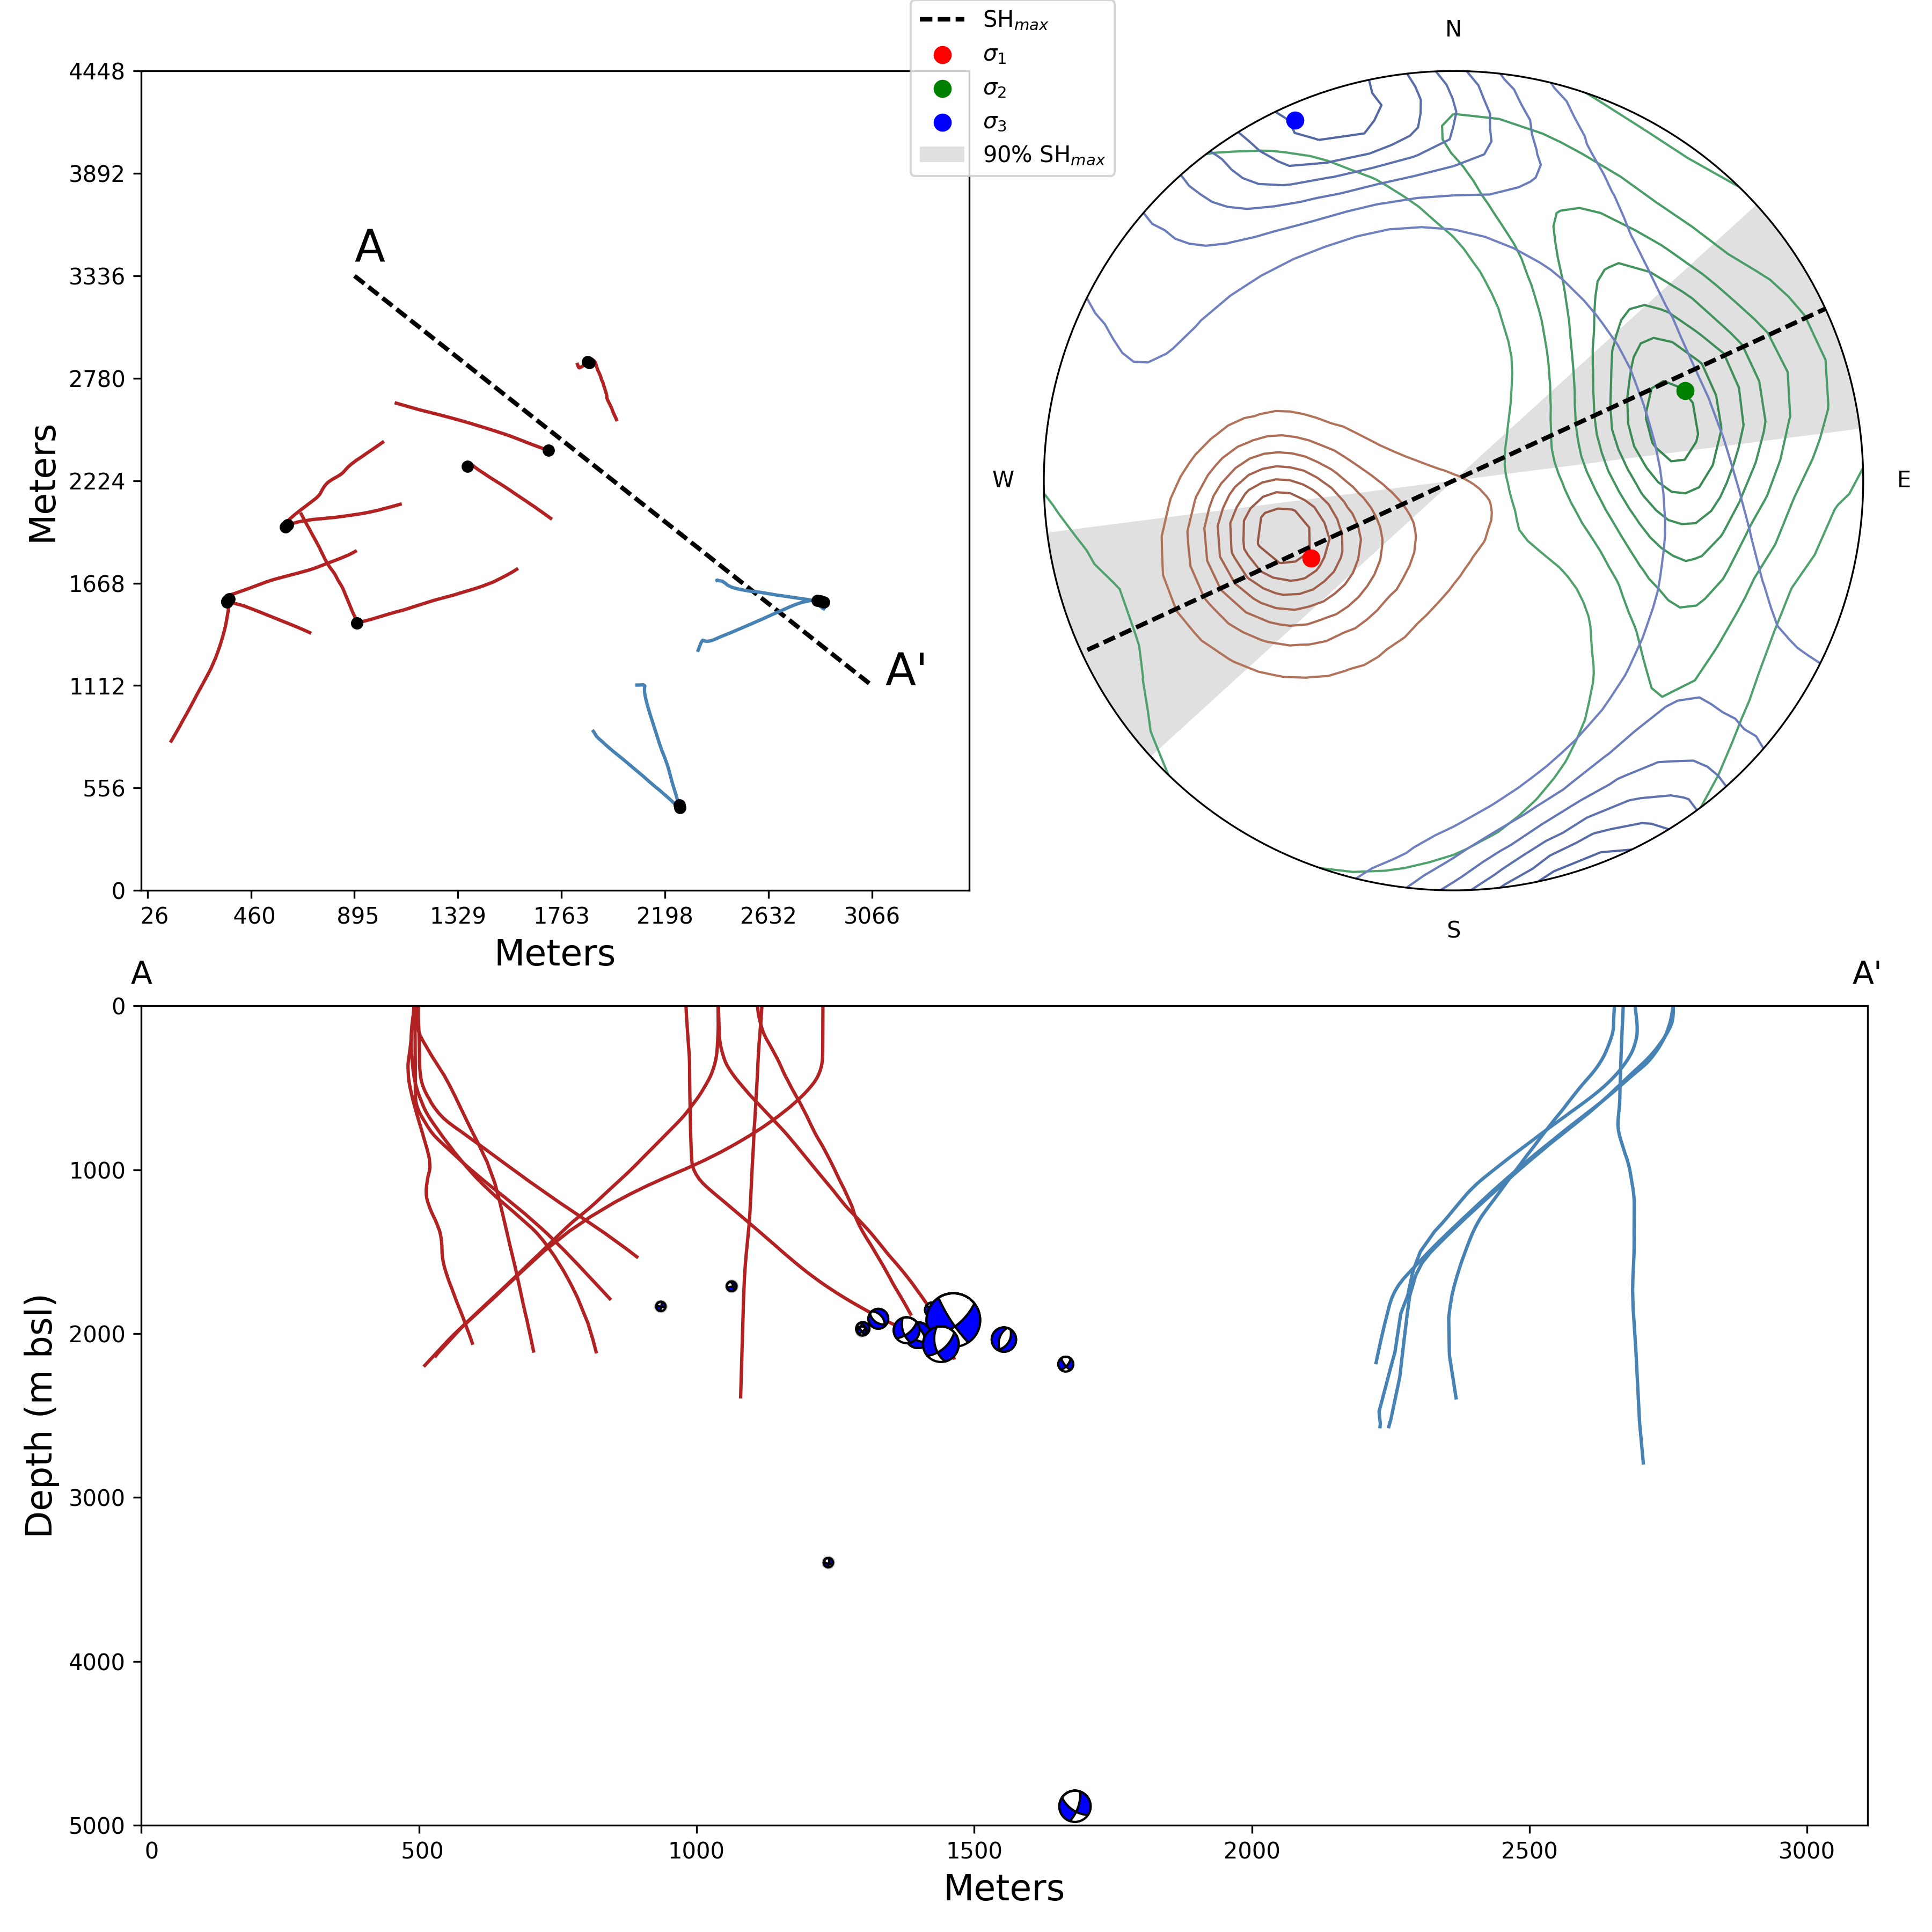 SHmax
σ1
σ2
σ3
90% SHmax
N
W
E
S
4448
3892
3336
2780
2224
1668
1112
556
0
Meters
A
A'
26 460 895 1329 1763 2198 2632 3066
Meters
A A'
0
1000
2000
3000
4000
5000
Depth (m bsl)
0 500 1000 1500 2000 2500 3000
Meters